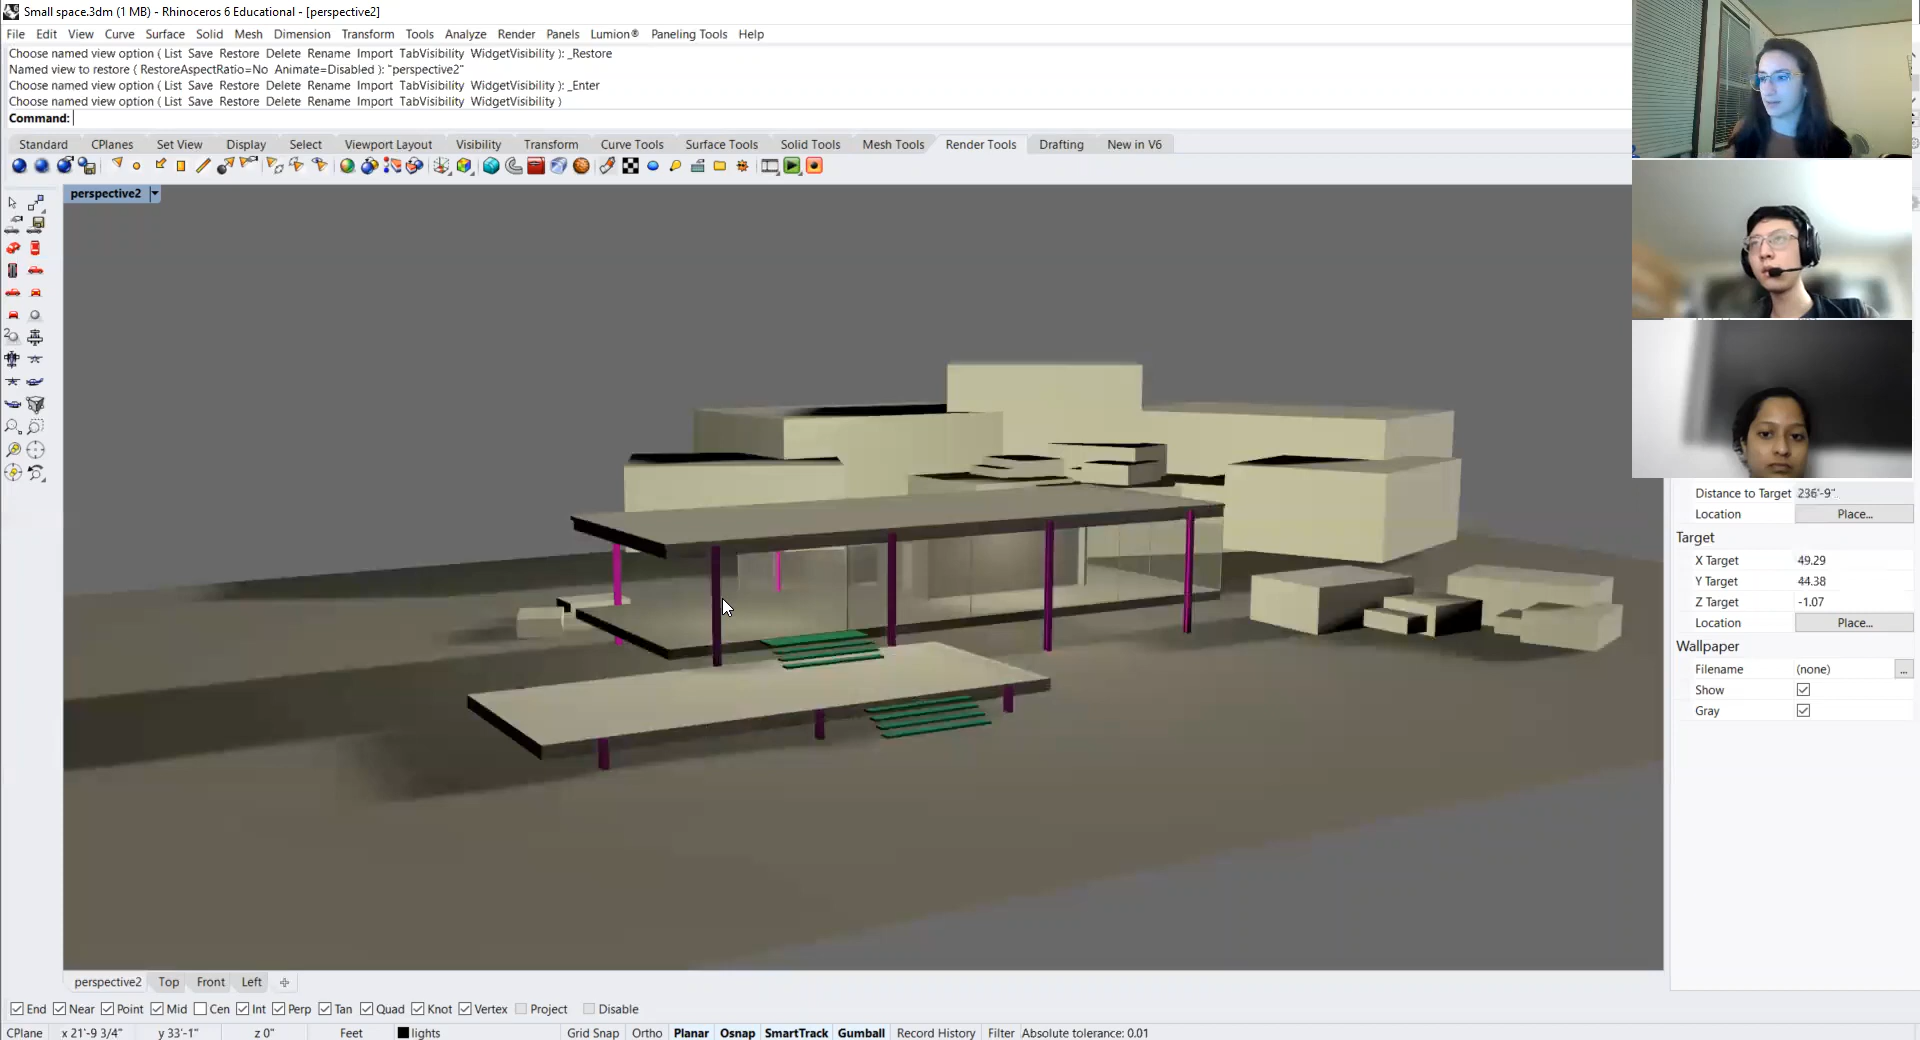 Small space.3dm (1 MB) - Rhinoceros 6 Educational - [perspective2]
File Edit View Curve Surface Solid Mesh Dimension Transform Tools Analyze Render Panels Lumion® Paneling Tools Help
Choose named view option ( List Save Restore Delete Rename Import TabVisibility WidgetVisibility ): _Restore
Named view to restore ( RestoreAspectRatio=No Animate=Disabled ): "perspective2"
Choose named view option ( List Save Restore Delete Rename Import TabVisibility WidgetVisibility ): _Enter
Choose named view option ( List Save Restore Delete Rename Import TabVisibility WidgetVisibility )
Command:
Standard CPlanes Set View Display Select Viewport Layout Visibility Transform Curve Tools Surface Tools Solid Tools Mesh Tools Render Tools Drafting New in V6
perspective2
Distance to Target 236'-9"
Location Place...
Target
X Target 49.29
Y Target 44.38
Z Target -1.07
Location Place...
Wallpaper
Filename (none) ...
Show
Gray
perspective2 Top Front Left
End Near Point Mid Cen Int Perp Tan Quad Knot Vertex Project Disable
CPlane x 21'-9 3/4" y 33'-1" z 0" Feet lights Grid Snap Ortho Planar Osnap SmartTrack Gumball Record History Filter Absolute tolerance: 0.01